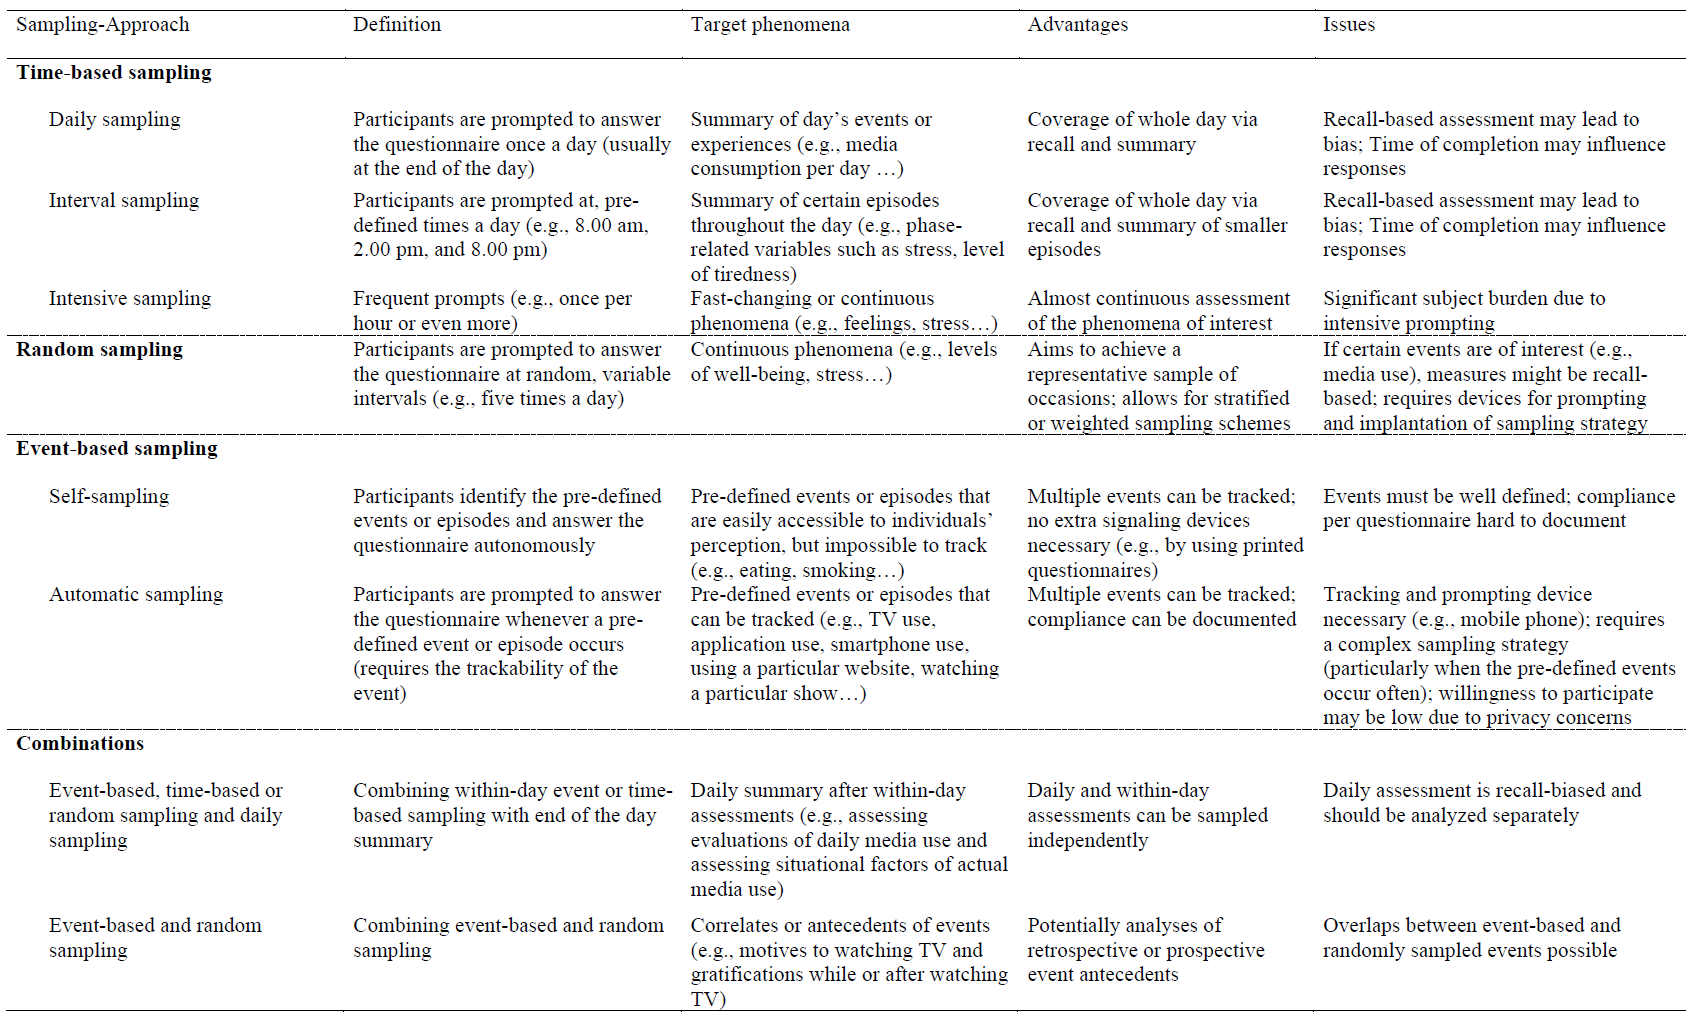 Sampling-Approach Definition Target phenomena Advantages Issues
Time-based sampling
Daily sampling Participants are prompted to answer Summary of day's events or Coverage of whole day via Recall-based assessment may lead to
the questionnaire once a day (usually experiences (e.g., media recall and summary bias; Time of completion may influence
at the end of the day) consumption per day …) responses
Interval sampling Participants are prompted at, pre- Summary of certain episodes Coverage of whole day via Recall-based assessment may lead to
defined times a day (e.g., 8.00 am, throughout the day (e.g., phase- recall and summary of smaller bias; Time of completion may influence
2.00 pm, and 8.00 pm) related variables such as stress, level episodes responses
of tiredness)
Intensive sampling Frequent prompts (e.g., once per Fast-changing or continuous Almost continuous assessment Significant subject burden due to
hour or even more) phenomena (e.g., feelings, stress…) of the phenomena of interest intensive prompting
Random sampling Participants are prompted to answer Continuous phenomena (e.g., levels Aims to achieve a If certain events are of interest (e.g.,
the questionnaire at random, variable of well-being, stress…) representative sample of media use), measures might be recall-
intervals (e.g., five times a day) occasions; allows for stratified based; requires devices for prompting
or weighted sampling schemes and implantation of sampling strategy
Event-based sampling
Self-sampling Participants identify the pre-defined Pre-defined events or episodes that Multiple events can be tracked; Events must be well defined; compliance
events or episodes and answer the are easily accessible to individuals' no extra signaling devices per questionnaire hard to document
questionnaire autonomously perception, but impossible to track necessary (e.g., by using printed
(e.g., eating, smoking…) questionnaires)
Automatic sampling Participants are prompted to answer Pre-defined events or episodes that Multiple events can be tracked; Tracking and prompting device
the questionnaire whenever a pre- can be tracked (e.g., TV use, compliance can be documented necessary (e.g., mobile phone); requires
defined event or episode occurs application use, smartphone use, a complex sampling strategy
(requires the trackability of the using a particular website, watching (particularly when the pre-defined events
event) a particular show…) occur often); willingness to participate
may be low due to privacy concerns
Combinations
Event-based, time-based or Combining within-day event or time- Daily summary after within-day Daily and within-day Daily assessment is recall-biased and
random sampling and daily based sampling with end of the day assessments (e.g., assessing assessments can be sampled should be analyzed separately
sampling summary evaluations of daily media use and independently
assessing situational factors of actual
media use)
Event-based and random Combining event-based and random Correlates or antecedents of events Potentially analyses of Overlaps between event-based and
sampling sampling (e.g., motives to watching TV and retrospective or prospective randomly sampled events possible
gratifications while or after watching event antecedents
TV)